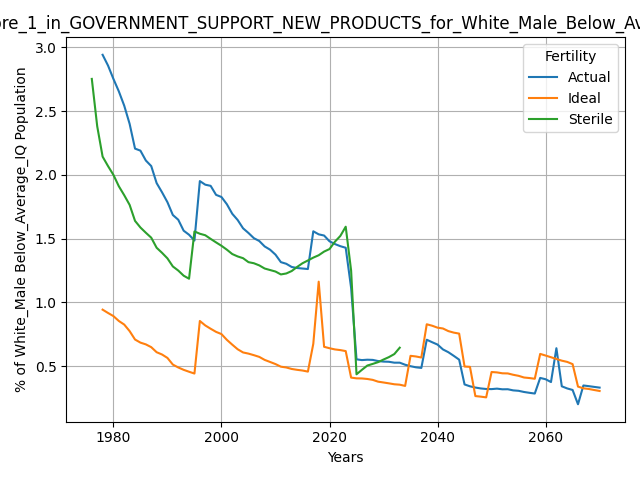 ore_1_in_GOVERNMENT_SUPPORT_NEW_PRODUCTS_for_White_Male_Below_Av
% of White_Male Below_Average_IQ Population
3.0
2.5
2.0
1.5
1.0
0.5
Fertility
Actual
Ideal
Sterile
1980
2000
2020
2040
2060
Years